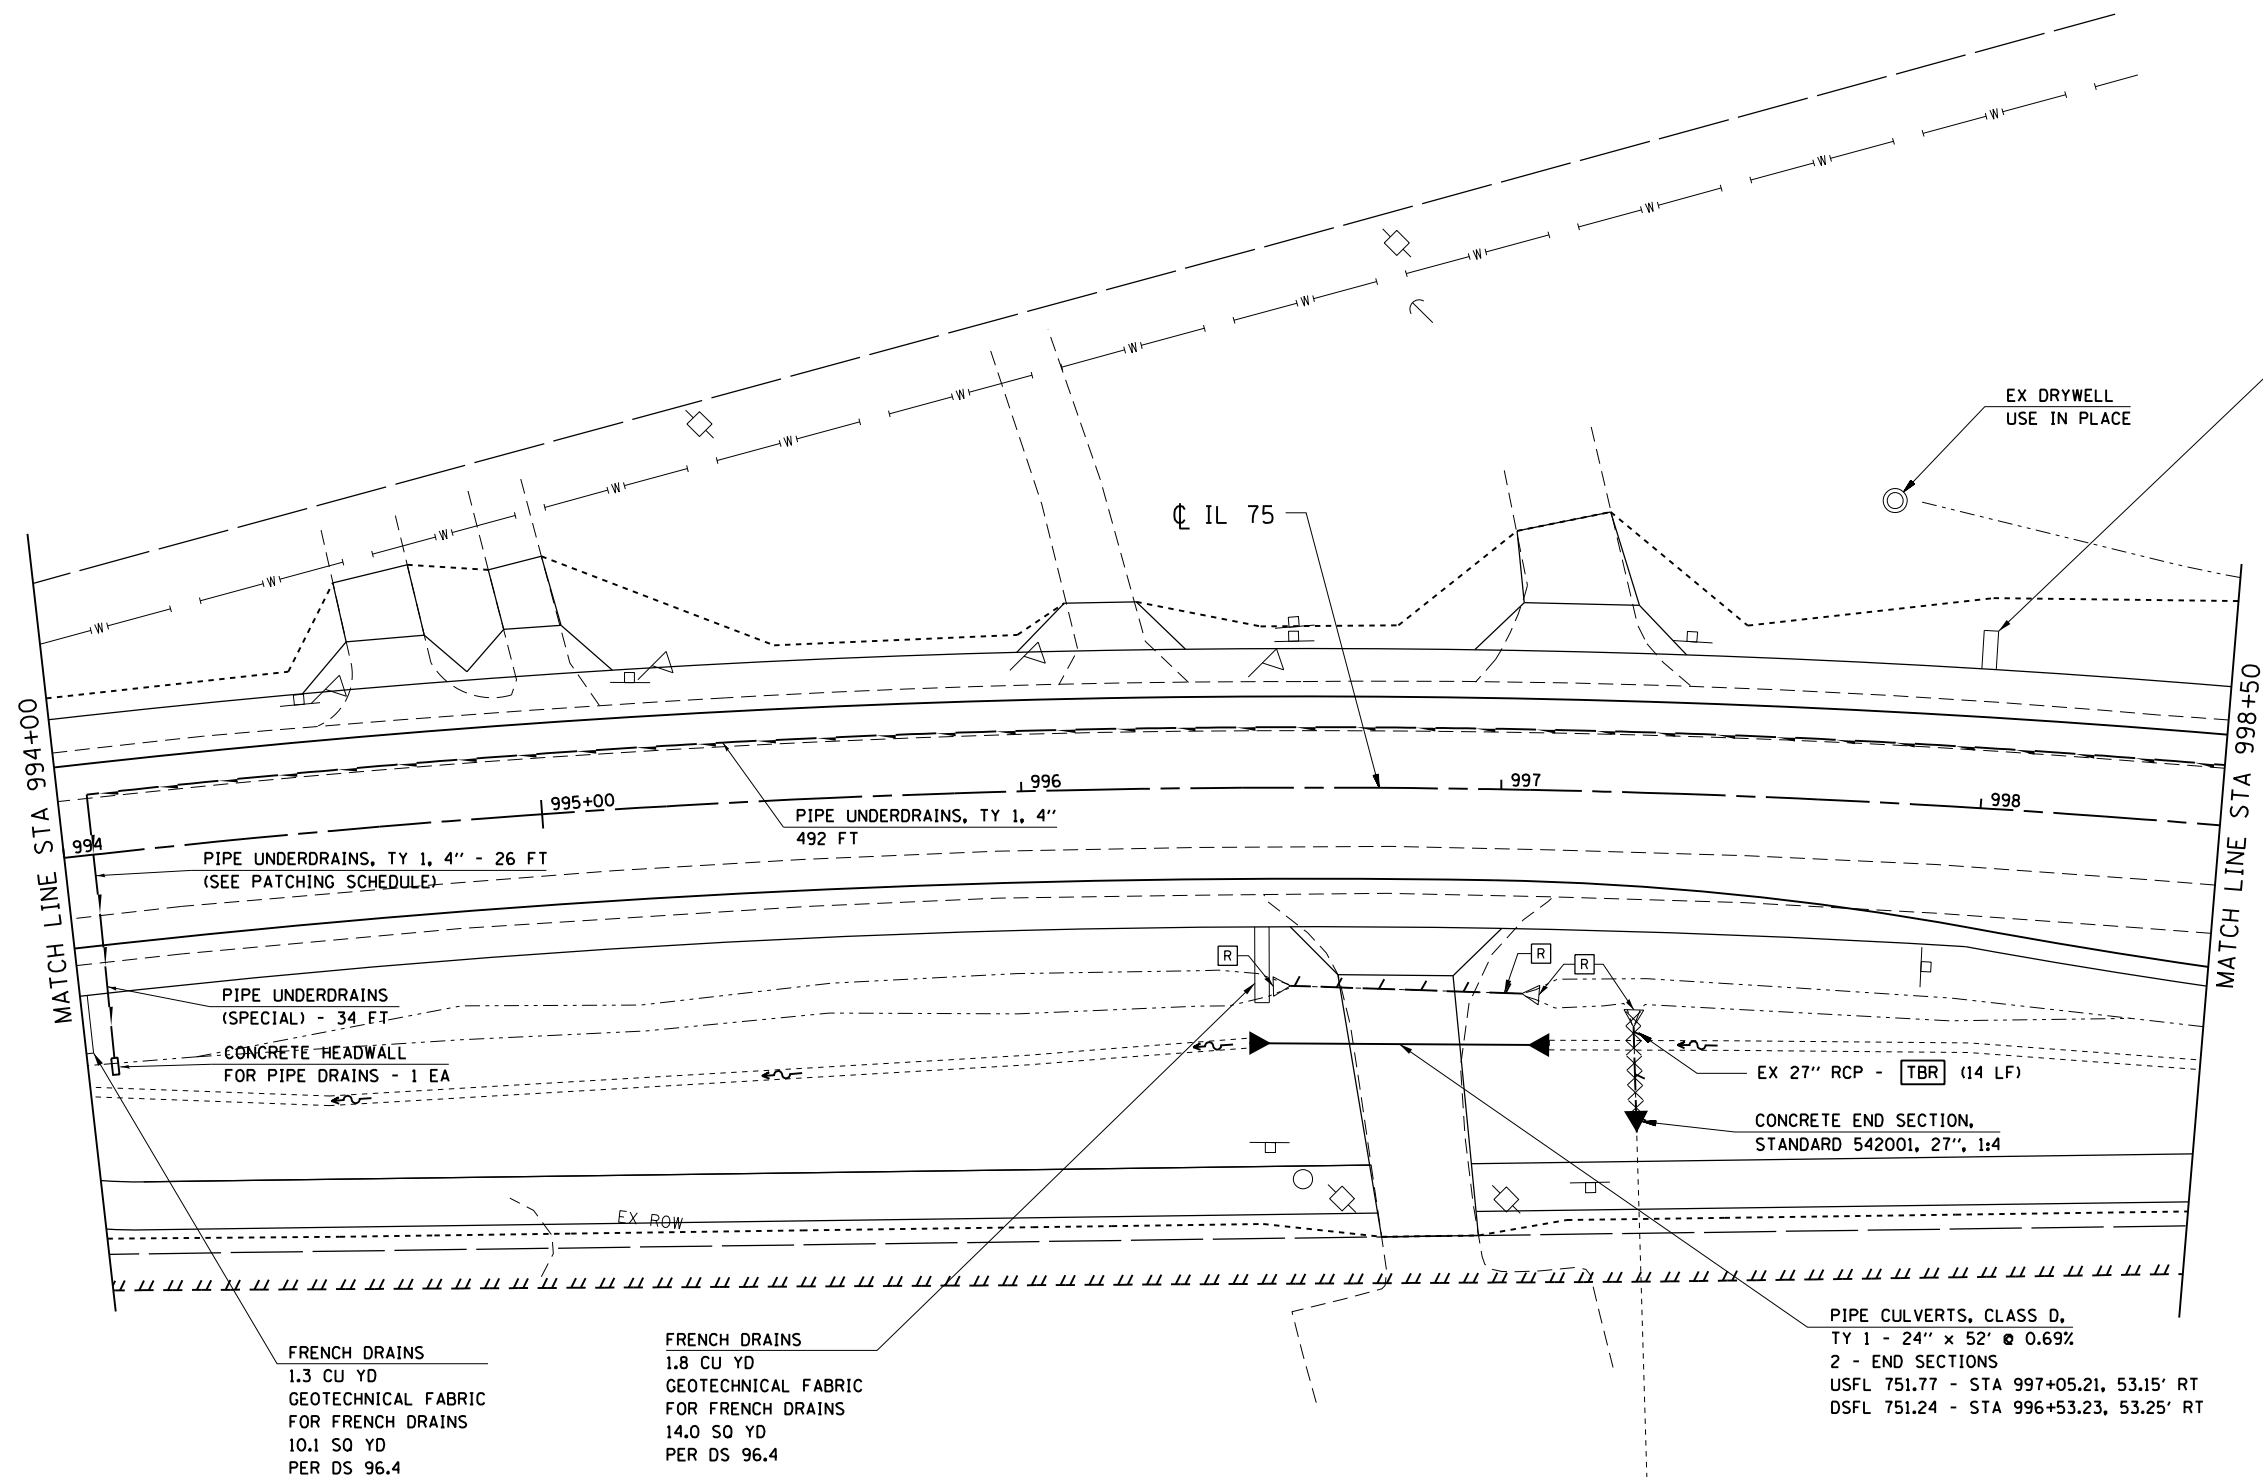 W
W
W
W
W
W
W
W
W
W
W
W
EX DRYWELL
USE IN PLACE
℄ IL 75
MATCH LINE STA 994+00
MATCH LINE STA 998+50
994
995+00
996
997
998
PIPE UNDERDRAINS, TY 1, 4"
492 FT
PIPE UNDERDRAINS, TY 1, 4" - 26 FT
(SEE PATCHING SCHEDULE)
R
R
R
PIPE UNDERDRAINS
(SPECIAL) - 34 FT
CONCRETE HEADWALL
FOR PIPE DRAINS - 1 EA
EX 27" RCP - TBR (14 LF)
CONCRETE END SECTION,
STANDARD 542001, 27", 1:4
EX ROW
FRENCH DRAINS
1.3 CU YD
GEOTECHNICAL FABRIC
FOR FRENCH DRAINS
10.1 SQ YD
PER DS 96.4
FRENCH DRAINS
1.8 CU YD
GEOTECHNICAL FABRIC
FOR FRENCH DRAINS
14.0 SQ YD
PER DS 96.4
PIPE CULVERTS, CLASS D,
TY 1 - 24" x 52' @ 0.69%
2 - END SECTIONS
USFL 751.77 - STA 997+05.21, 53.15' RT
DSFL 751.24 - STA 996+53.23, 53.25' RT